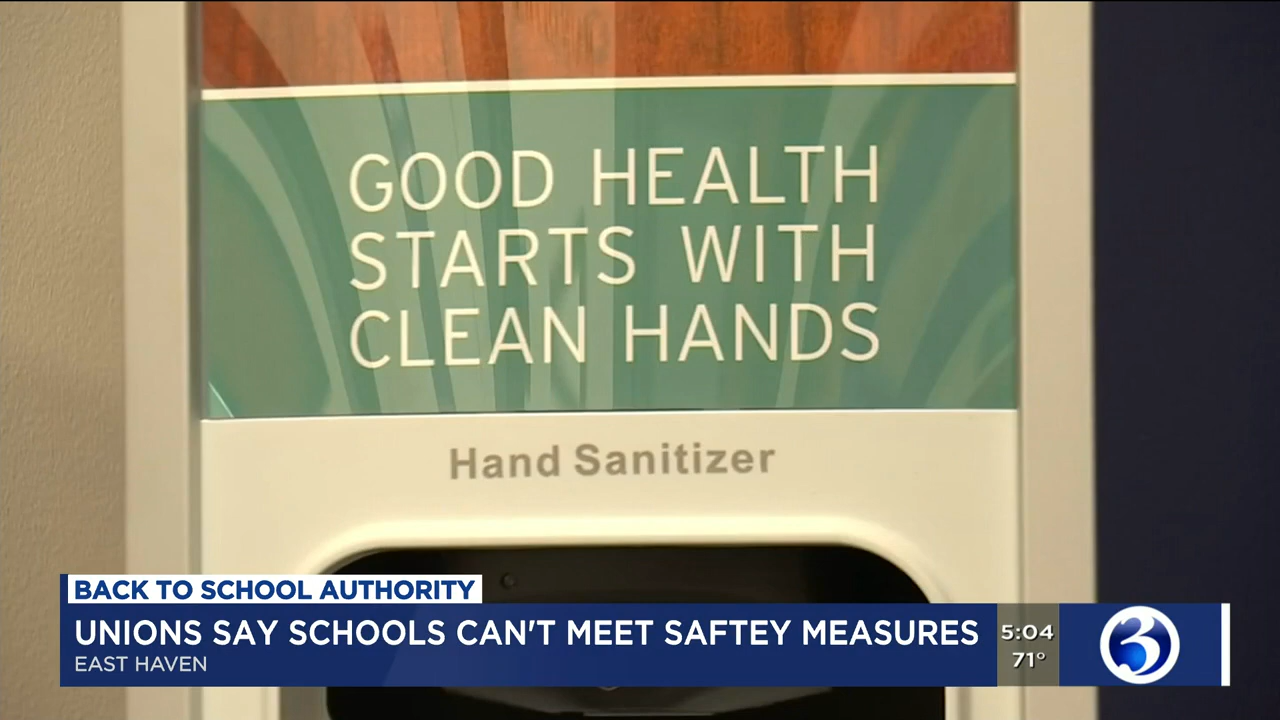 GOOD HEALTH
STARTS WITH
CLEAN HANDS
Hand Sanitizer
BACK TO SCHOOL AUTHORITY
UNIONS SAY SCHOOLS CAN'T MEET SAFTEY MEASURES
EAST HAVEN
5:04
71°
3